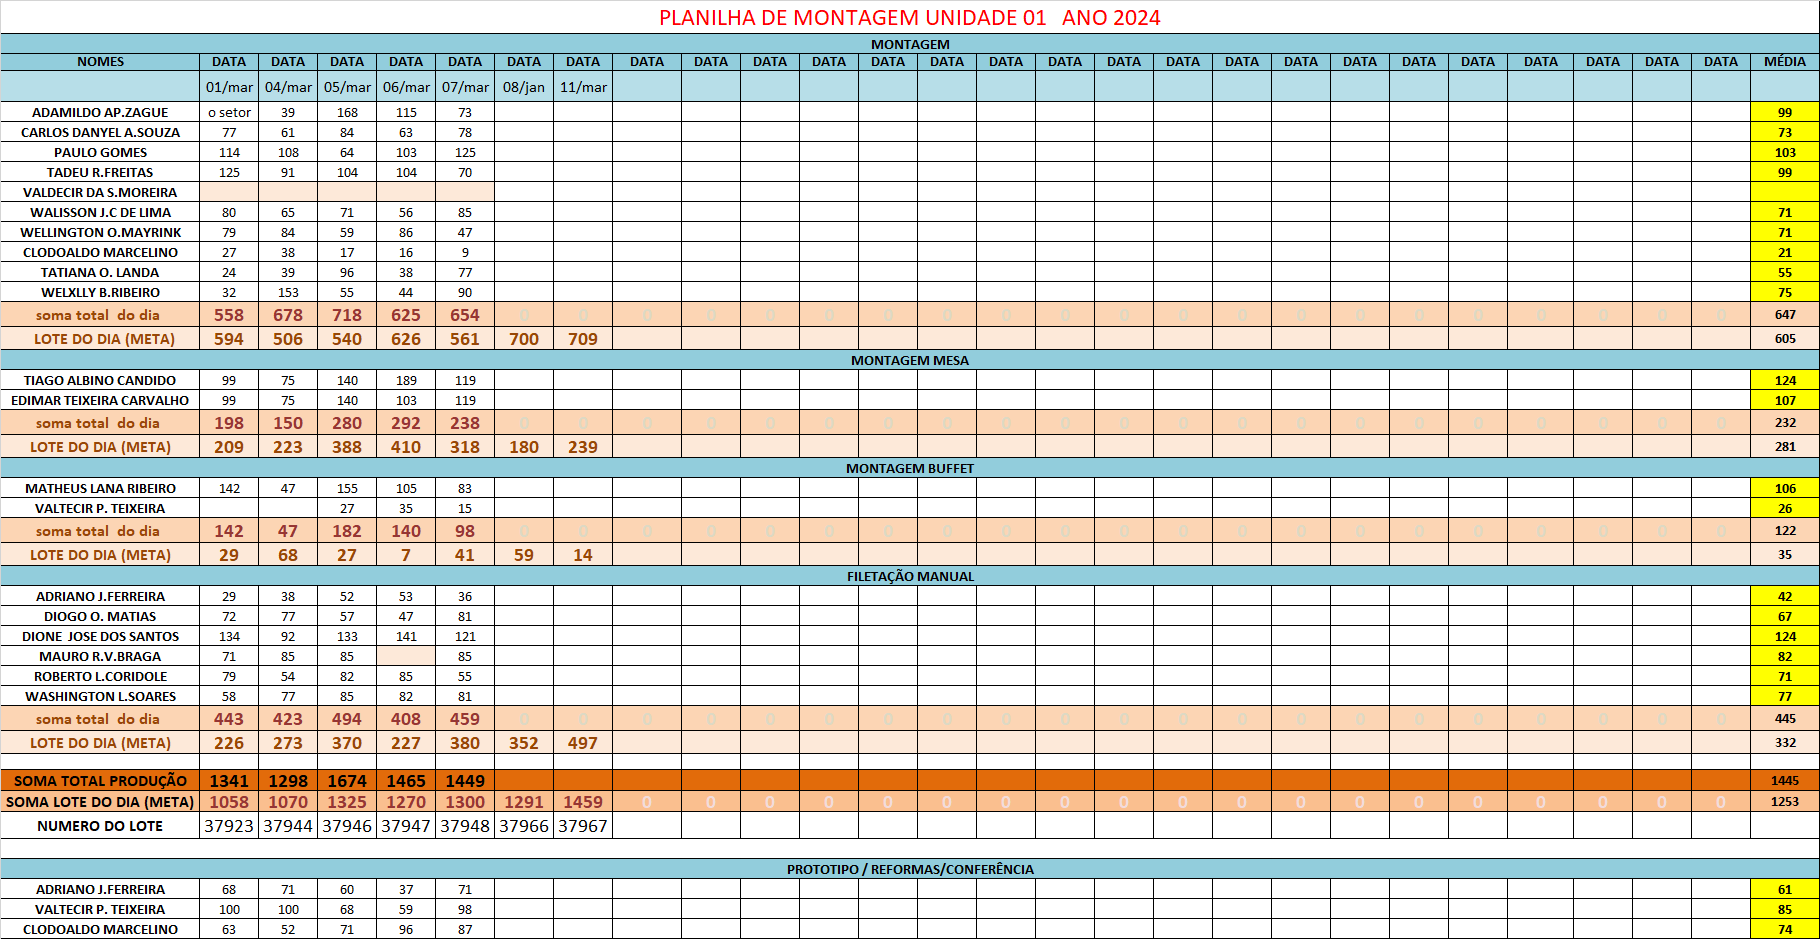 PLANILHA DE MONTAGEM UNIDADE 01 ANO 2024
MONTAGEM
NOMES DATA DATA DATA DATA DATA DATA DATA DATA DATA DATA DATA DATA DATA DATA DATA DATA DATA DATA DATA DATA DATA DATA DATA DATA DATA DATA MÉDIA
01/mar 04/mar 05/mar 06/mar 07/mar 08/jan 11/mar
ADAMILDO AP.ZAGUE o setor 39 168 115 73 99
CARLOS DANYEL A.SOUZA 77 61 84 63 78 73
PAULO GOMES 114 108 64 103 125 103
TADEU R.FREITAS 125 91 104 104 70 99
VALDECIR DA S.MOREIRA
WALISSON J.C DE LIMA 80 65 71 56 85 71
WELLINGTON O.MAYRINK 79 84 59 86 47 71
CLODOALDO MARCELINO 27 38 17 16 9 21
TATIANA O. LANDA 24 39 96 38 77 55
WELXLLY B.RIBEIRO 32 153 55 44 90 75
soma total do dia 558 678 718 625 654 0 0 0 0 0 0 0 0 0 0 0 0 0 0 0 0 0 0 0 0 0 647
LOTE DO DIA (META) 594 506 540 626 561 700 709 605
MONTAGEM MESA
TIAGO ALBINO CANDIDO 99 75 140 189 119 124
EDIMAR TEIXEIRA CARVALHO 99 75 140 103 119 107
soma total do dia 198 150 280 292 238 0 0 0 0 0 0 0 0 0 0 0 0 0 0 0 0 0 0 0 0 0 232
LOTE DO DIA (META) 209 223 388 410 318 180 239 281
MONTAGEM BUFFET
MATHEUS LANA RIBEIRO 142 47 155 105 83 106
VALTECIR P. TEIXEIRA 27 35 15 26
soma total do dia 142 47 182 140 98 0 0 0 0 0 0 0 0 0 0 0 0 0 0 0 0 0 0 0 0 0 122
LOTE DO DIA (META) 29 68 27 7 41 59 14 35
FILETAÇÃO MANUAL
ADRIANO J.FERREIRA 29 38 52 53 36 42
DIOGO O. MATIAS 72 77 57 47 81 67
DIONE JOSE DOS SANTOS 134 92 133 141 121 124
MAURO R.V.BRAGA 71 85 85 85 82
ROBERTO L.CORIDOLE 79 54 82 85 55 71
WASHINGTON L.SOARES 58 77 85 82 81 77
soma total do dia 443 423 494 408 459 0 0 0 0 0 0 0 0 0 0 0 0 0 0 0 0 0 0 0 0 0 445
LOTE DO DIA (META) 226 273 370 227 380 352 497 332
SOMA TOTAL PRODUÇÃO 1341 1298 1674 1465 1449 1445
SOMA LOTE DO DIA (META) 1058 1070 1325 1270 1300 1291 1459 0 0 0 0 0 0 0 0 0 0 0 0 0 0 0 0 0 0 0 1253
NUMERO DO LOTE 37923 37944 37946 37947 37948 37966 37967
PROTOTIPO / REFORMAS/CONFERÊNCIA
ADRIANO J.FERREIRA 68 71 60 37 71 61
VALTECIR P. TEIXEIRA 100 100 68 59 98 85
CLODOALDO MARCELINO 63 52 71 96 87 74